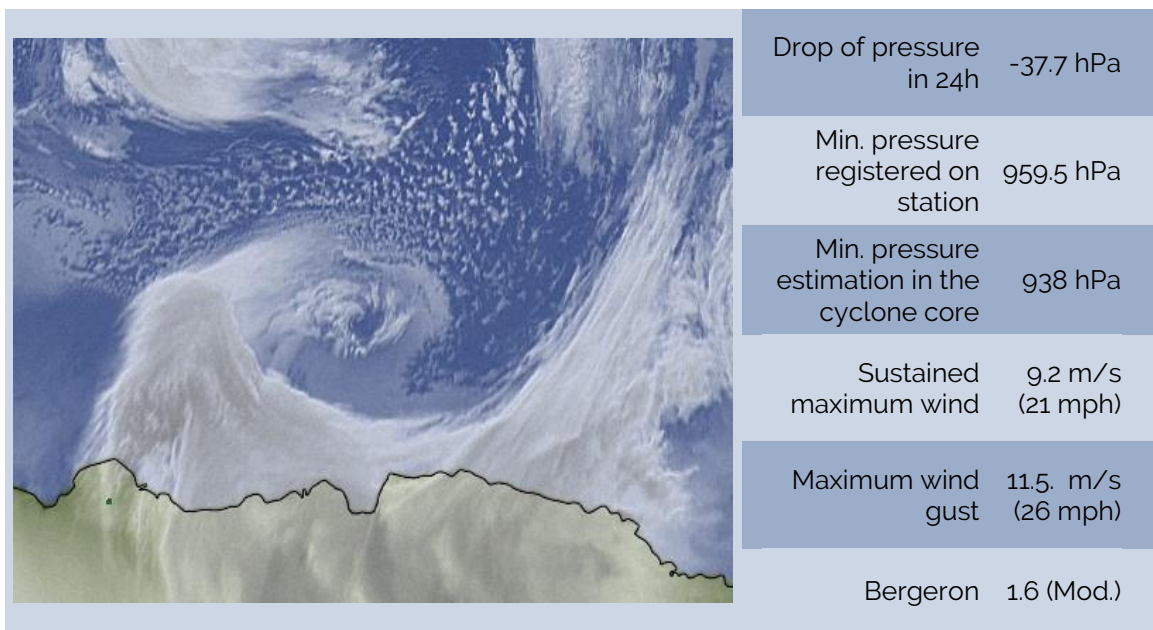 Drop of pressure
in 24h
-37.7 hPa
Min. pressure
registered on
station
959.5 hPa
Min. pressure
estimation in the
cyclone core
938 hPa
Sustained
maximum wind
9.2 m/s
(21 mph)
Maximum wind
gust
11.5. m/s
(26 mph)
Bergeron
1.6 (Mod.)